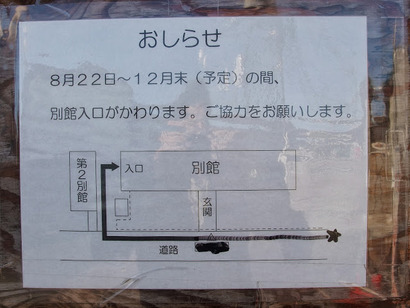 おしらせ
8月22日～12月末（予定）の間、
別館入口がかわります。ご協力をお願いします。
第2別館
入口
別館
玄関
道路